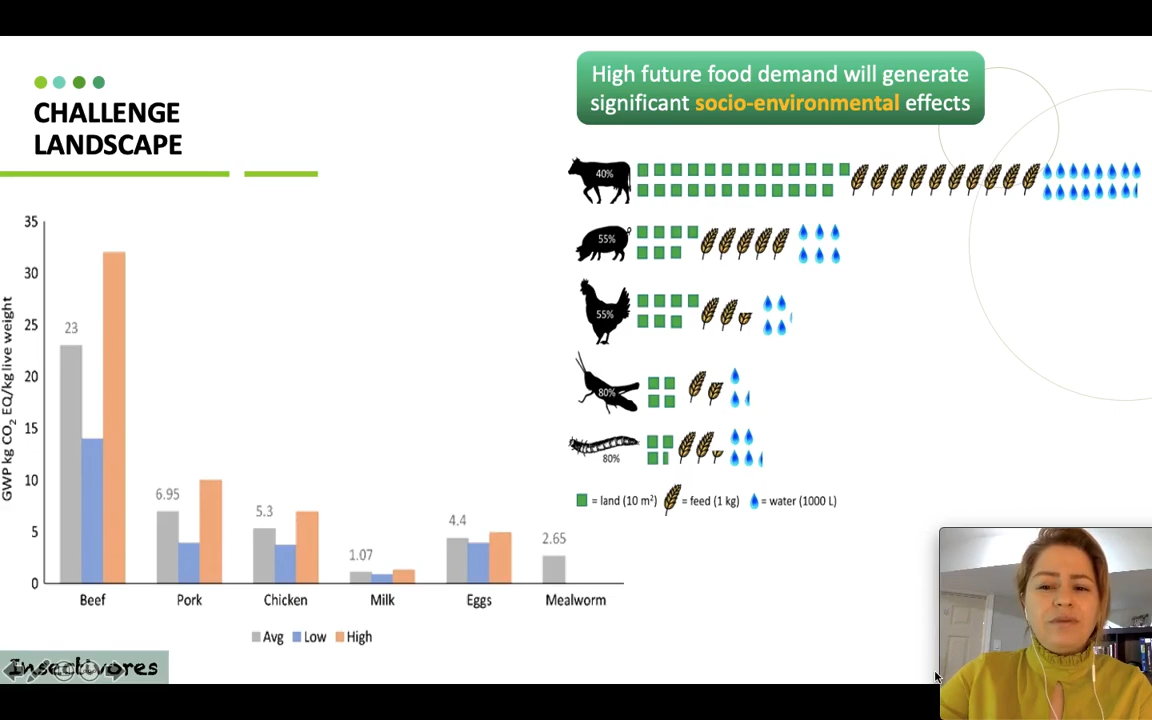 CHALLENGE
LANDSCAPE
High future food demand will generate
significant socio-environmental effects
40%
55%
55%
80%
80%
= land (10 m²) = feed (1 kg) = water (1000 L)
GWP kg CO2 EQ/kg live weight
35
30
25
20
15
10
5
0
23
6.95
5.3
1.07
4.4
2.65
Beef Pork Chicken Milk Eggs Mealworm
Avg Low High
Insectivores